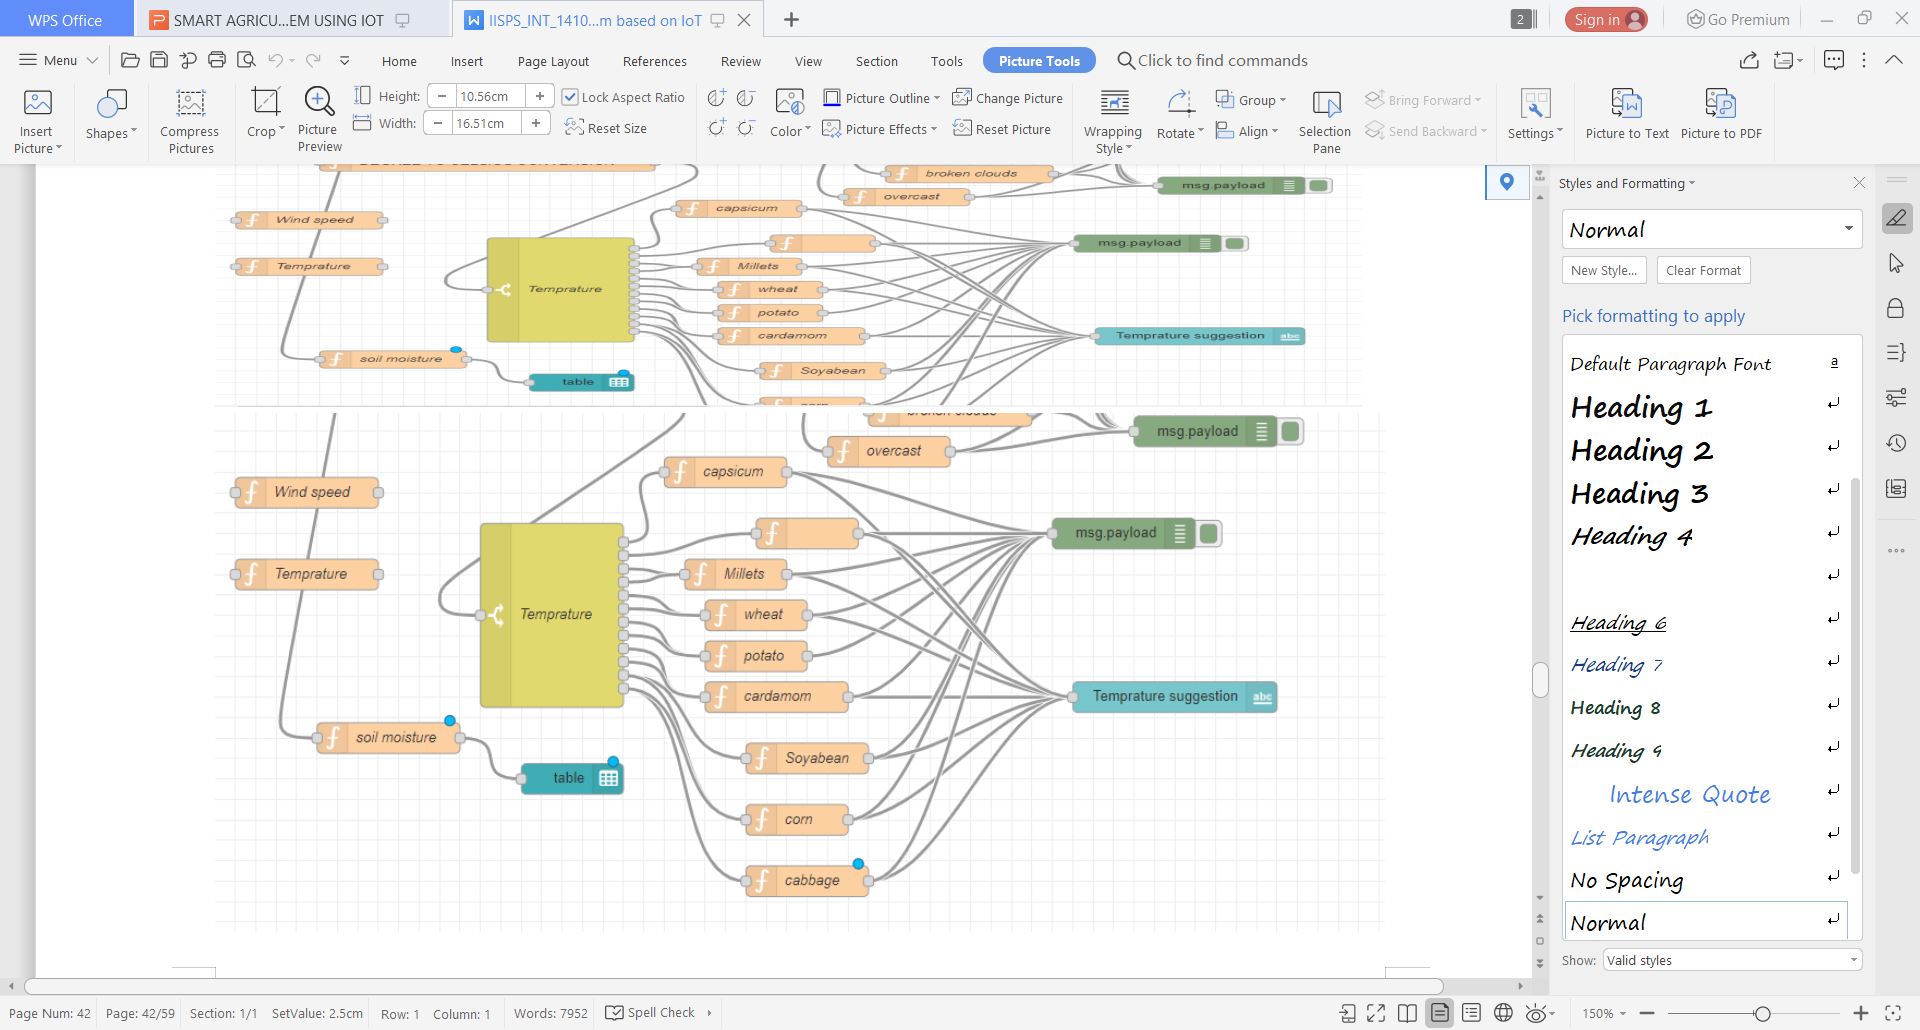 WPS Office
SMART AGRICU...EM USING IOT
IISPS_INT_1410...m based on IoT
2
Sign in
Go Premium
Menu
Home
Insert
Page Layout
References
Review
View
Section
Tools
Picture Tools
Click to find commands
Insert Picture
Shapes
Compress Pictures
Crop
Picture Preview
Height: 10.56cm
Width: 16.51cm
Lock Aspect Ratio
Reset Size
Color
Picture Outline
Picture Effects
Change Picture
Reset Picture
Wrapping Style
Rotate
Group
Align
Selection Pane
Bring Forward
Send Backward
Settings
Picture to Text
Picture to PDF
broken clouds
msg.payload
overcast
capsicum
Wind speed
msg.payload
Temprature
Millets
Temprature
wheat
potato
cardamom
Temprature suggestion abc
soil moisture
Soyabean
table
corn
broken clouds
msg.payload
overcast
capsicum
Wind speed
msg.payload
Temprature
Millets
Temprature
wheat
potato
cardamom
Temprature suggestion abc
soil moisture
Soyabean
table
corn
cabbage
Styles and Formatting
Normal
New Style...
Clear Format
Pick formatting to apply
Default Paragraph Font a
Heading 1
Heading 2
Heading 3
Heading 4
Heading 6
Heading 7
Heading 8
Heading 9
Intense Quote
List Paragraph
No Spacing
Normal
Show: Valid styles
Page Num: 42
Page: 42/59
Section: 1/1
SetValue: 2.5cm
Row: 1
Column: 1
Words: 7952
Spell Check
150%